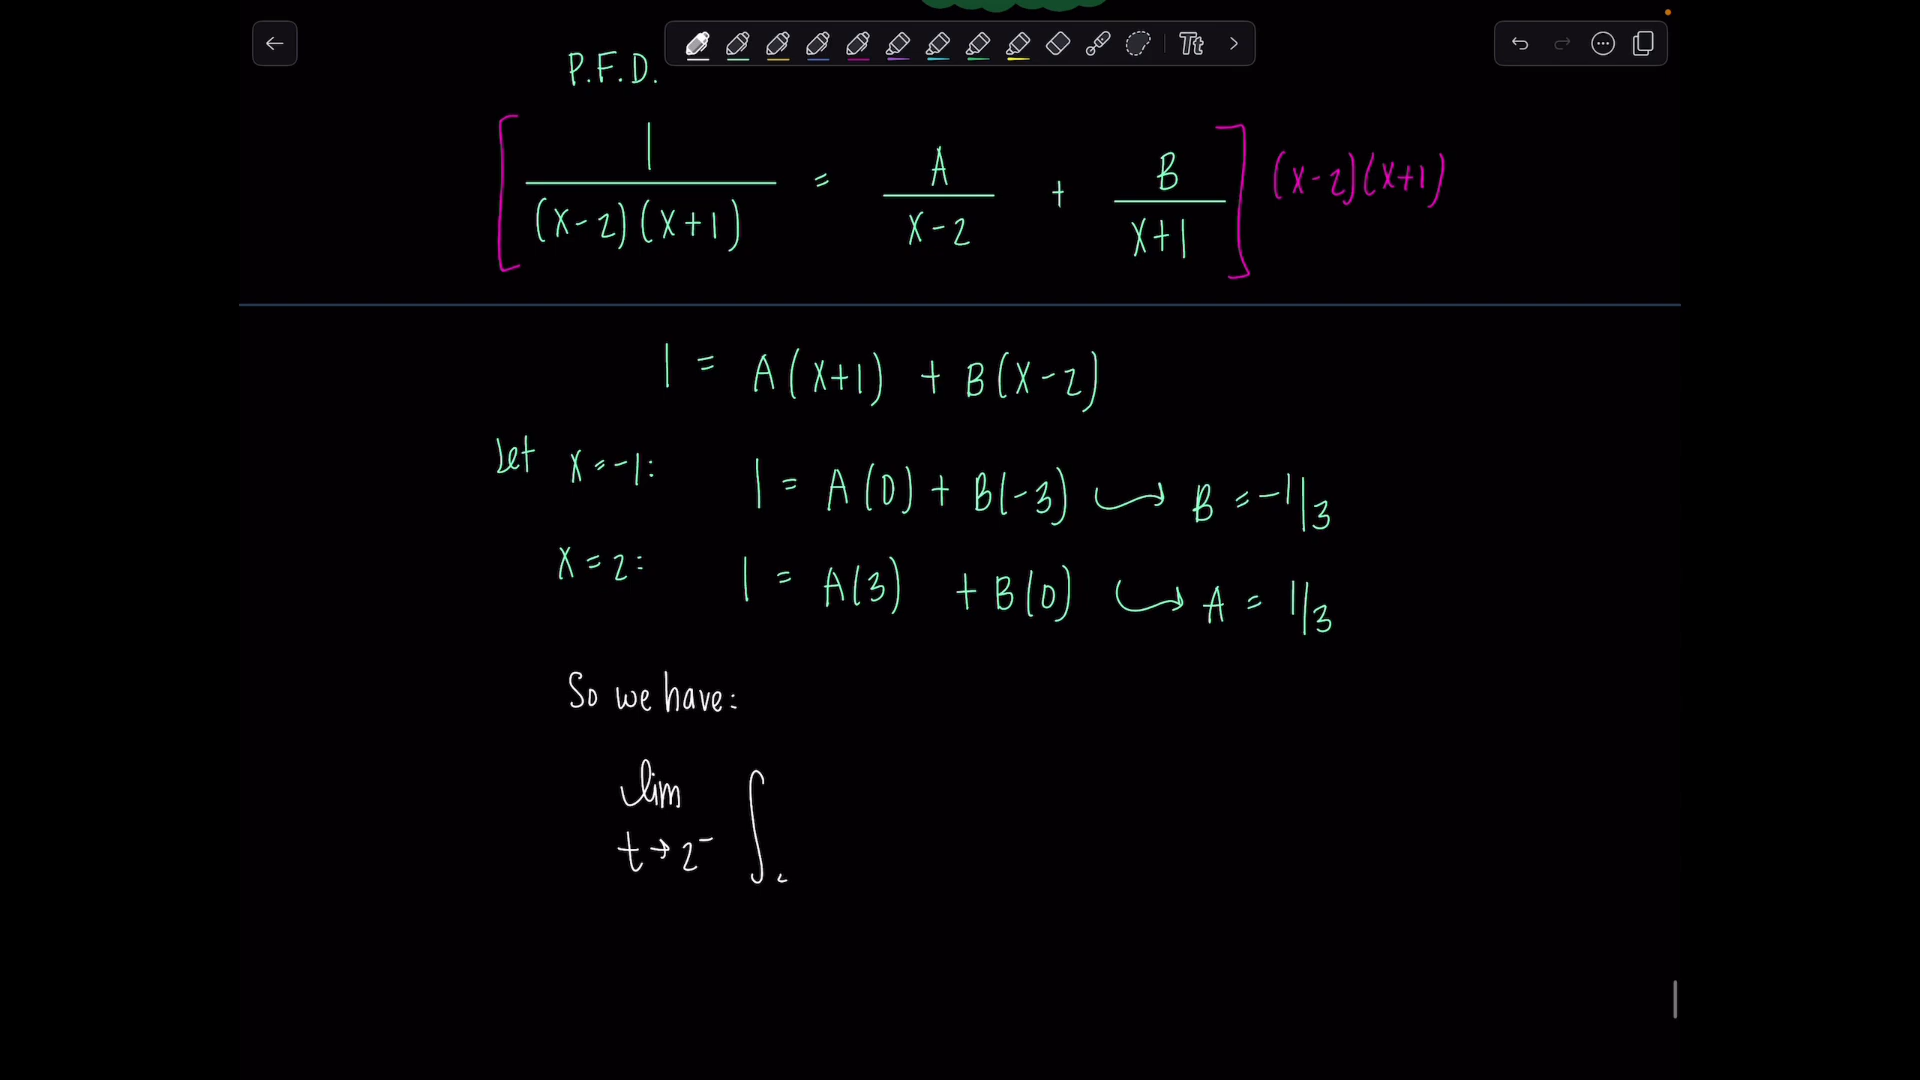 P.F.D.
[ 1/((x-2)(x+1)) = A/(x-2) + B/(x+1) ] (x-2)(x+1)
1 = A(x+1) + B(x-2)
Let x=-1: 1 = A(0) + B(-3) ↪ B = -1/3
x=2: 1 = A(3) + B(0) ↪ A = 1/3
So we have:
lim t→2⁻ ∫
Tt